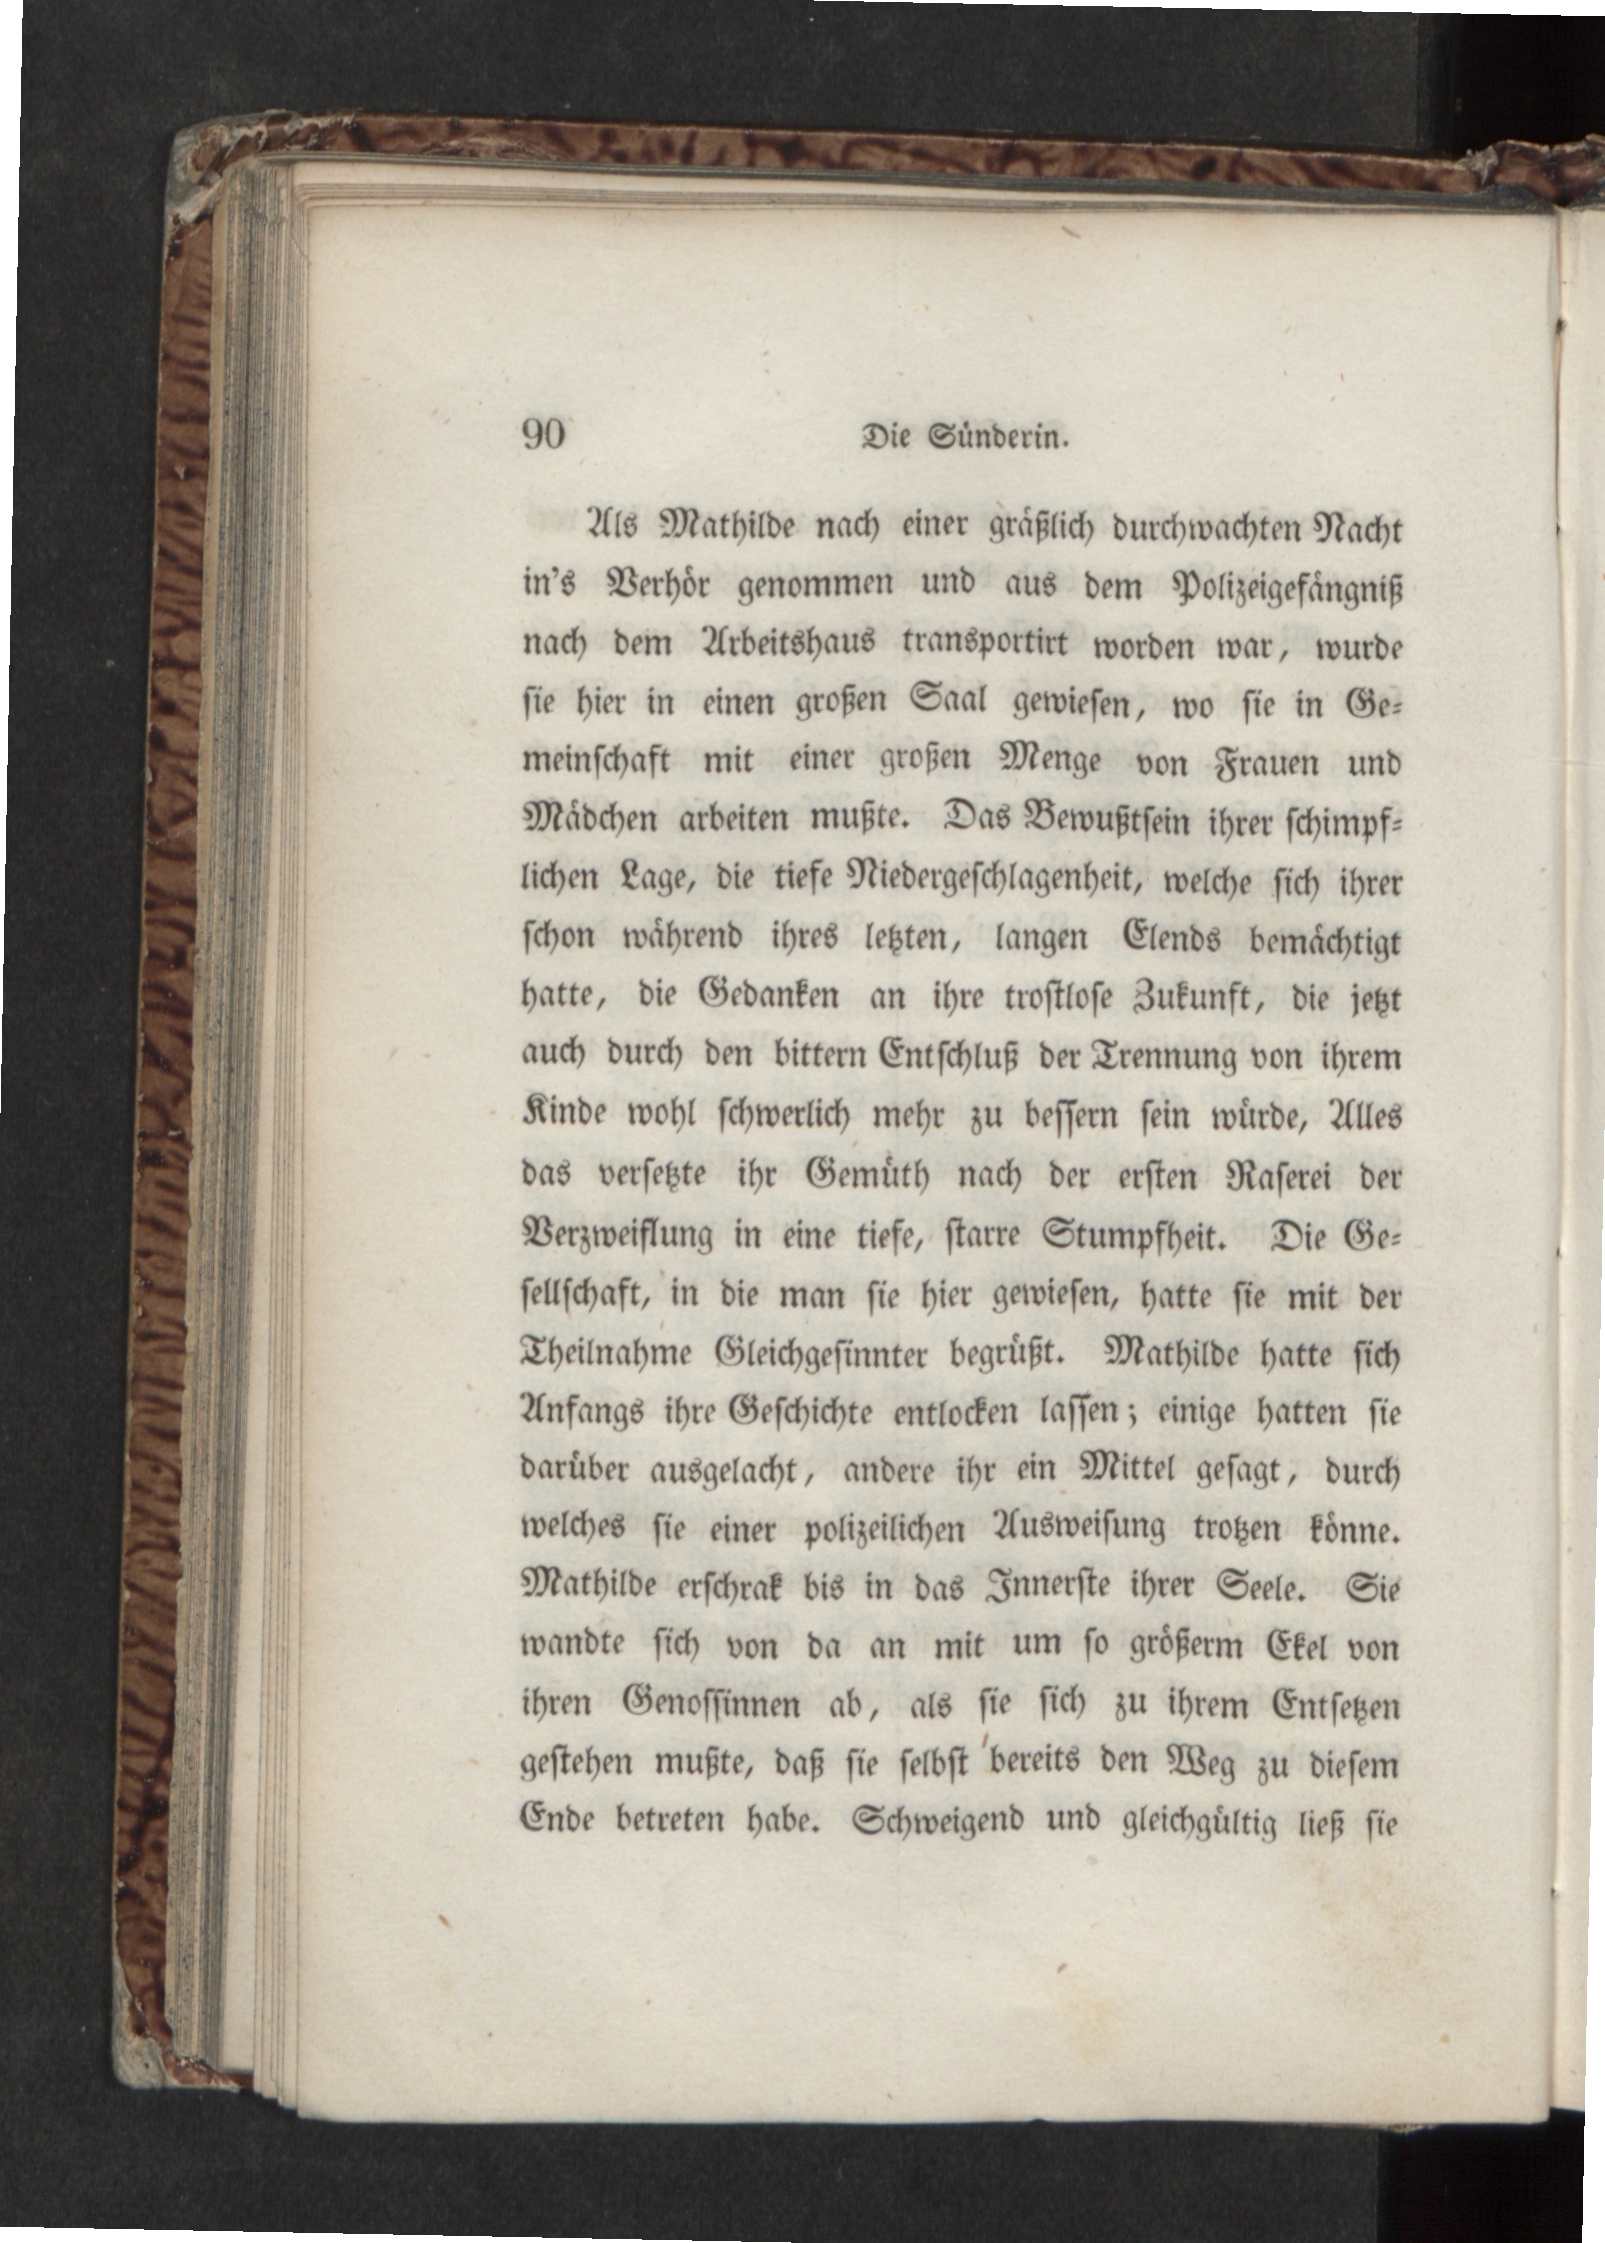 90 Die Sünderin.
Als Mathilde nach einer gräßlich durchwachten Nacht
in's Verhör genommen und aus dem Polizeigefängniß
nach dem Arbeitshaus transportirt worden war, wurde
sie hier in einen großen Saal gewiesen, wo sie in Ge-
meinschaft mit einer großen Menge von Frauen und
Mädchen arbeiten mußte. Das Bewußtsein ihrer schimpf-
lichen Lage, die tiefe Niedergeschlagenheit, welche sich ihrer
schon während ihres letzten, langen Elends bemächtigt
hatte, die Gedanken an ihre trostlose Zukunft, die jetzt
auch durch den bittern Entschluß der Trennung von ihrem
Kinde wohl schwerlich mehr zu bessern sein würde, Alles
das versetzte ihr Gemüth nach der ersten Raserei der
Verzweiflung in eine tiefe, starre Stumpfheit. Die Ge-
sellschaft, in die man sie hier gewiesen, hatte sie mit der
Theilnahme Gleichgesinnter begrüßt. Mathilde hatte sich
Anfangs ihre Geschichte entlocken lassen; einige hatten sie
darüber ausgelacht, andere ihr ein Mittel gesagt, durch
welches sie einer polizeilichen Ausweisung trotzen könne.
Mathilde erschrak bis in das Innerste ihrer Seele. Sie
wandte sich von da an mit um so größerm Ekel von
ihren Genossinnen ab, als sie sich zu ihrem Entsetzen
gestehen mußte, daß sie selbst bereits den Weg zu diesem
Ende betreten habe. Schweigend und gleichgültig ließ sie